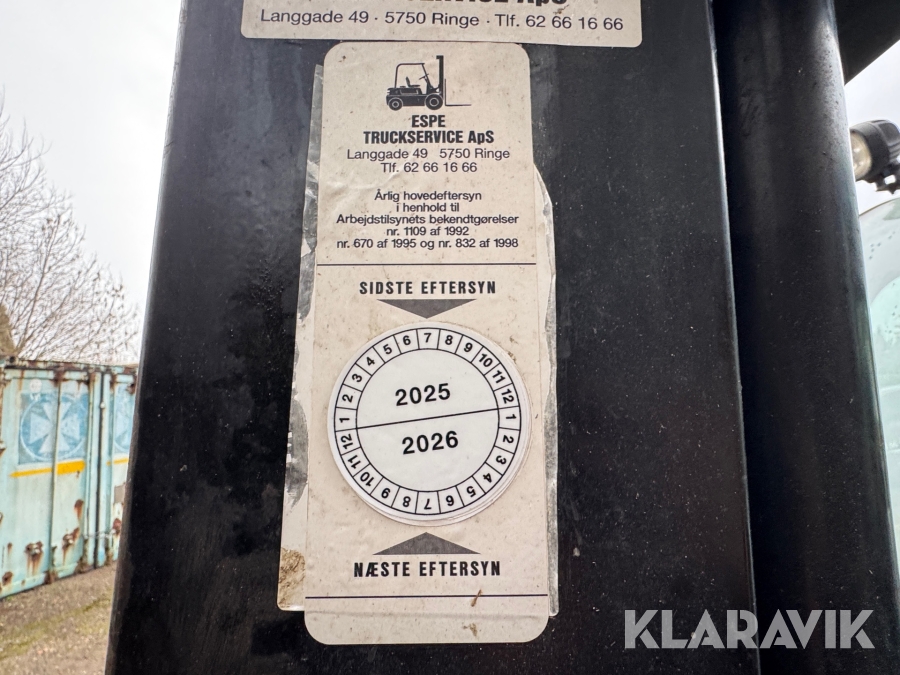 ApS
Langgade 49 · 5750 Ringe · Tlf. 62 66 16 66
ESPE
TRUCKSERVICE ApS
Langgade 49 5750 Ringe
Tlf. 62 66 16 66
Årlig hovedeftersyn
i henhold til
Arbejdstilsynets bekendtgørelser
nr. 1109 af 1992
nr. 670 af 1995 og nr. 832 af 1998
SIDSTE EFTERSYN
1 2 3 4 5 6 7 8 9 10 11 12
2025
2026
1 2 3 4 5 6 7 8 9 10 11 12
NÆSTE EFTERSYN
KLARAVIK